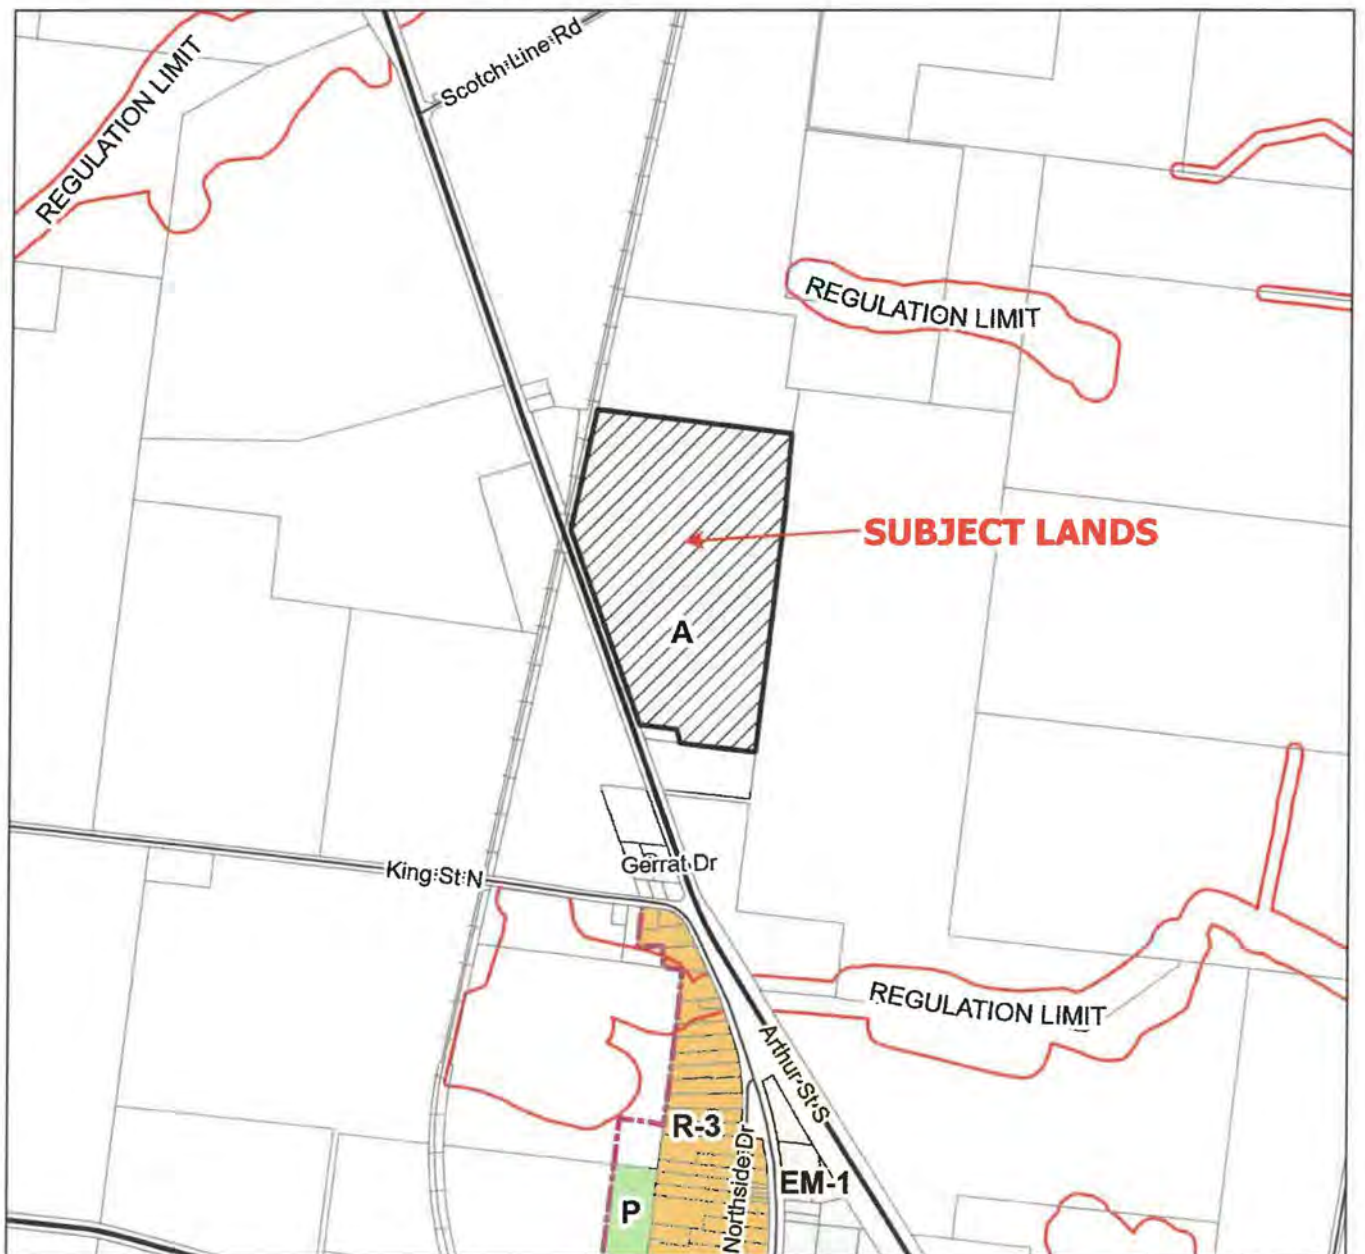 Scotch Line Rd
REGULATION LIMIT
REGULATION LIMIT
SUBJECT LANDS
A
King St N
Gerrat Dr
REGULATION LIMIT
Arthur St S
R-3
Northside Dr
EM-1
P